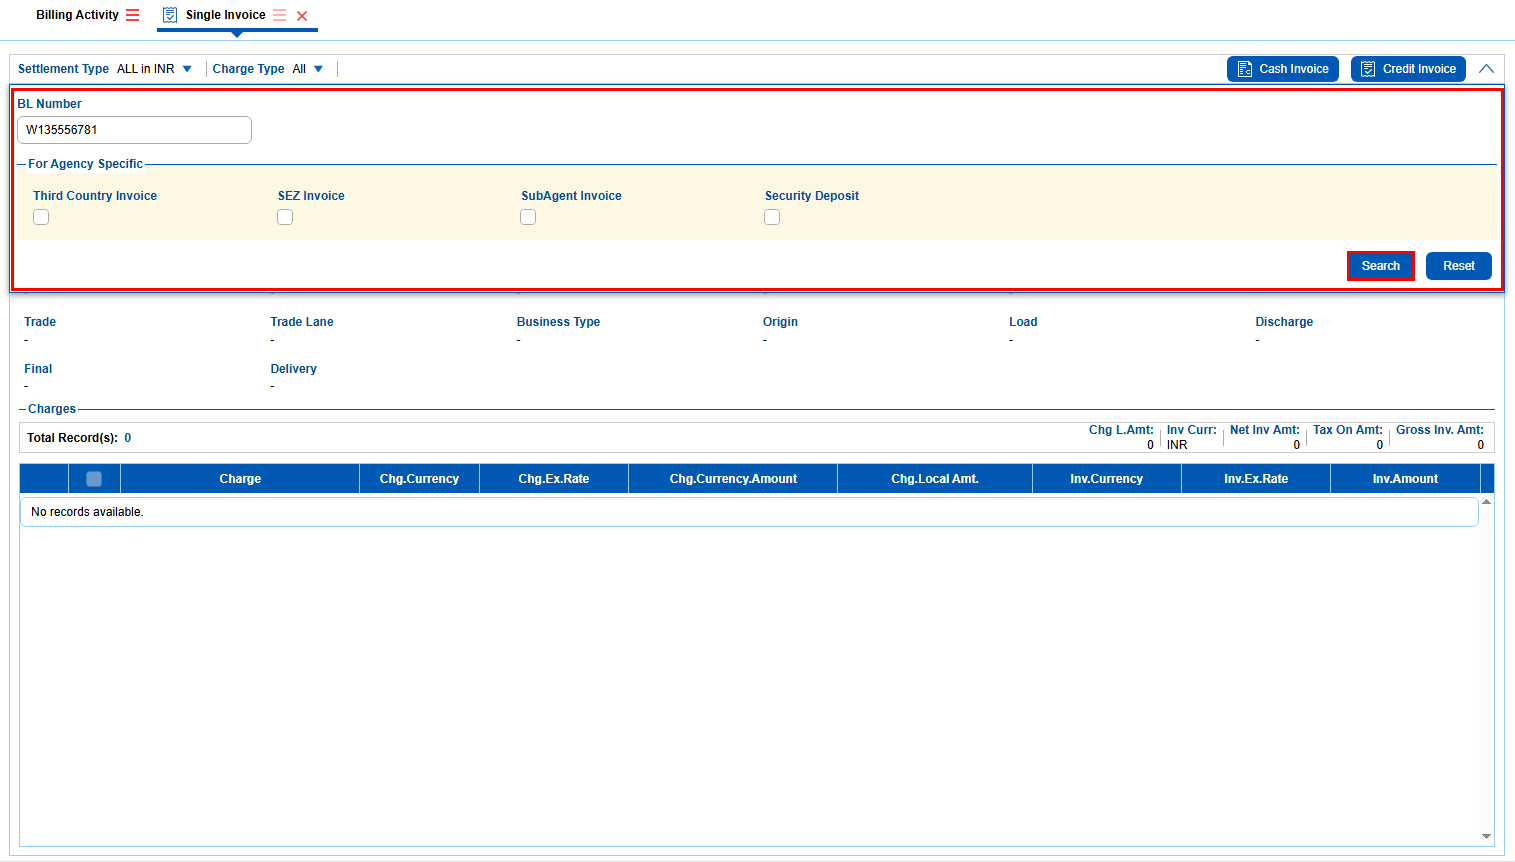 Billing Activity Single Invoice
Settlement Type ALL in INR Charge Type All Cash Invoice Credit Invoice
BL Number
W135556781
For Agency Specific
Third Country Invoice SEZ Invoice SubAgent Invoice Security Deposit
Search Reset
Trade Trade Lane Business Type Origin Load Discharge
- - - - - -
Final Delivery
- -
Charges
Total Record(s): 0
Chg L.Amt: Inv Curr: Net Inv Amt: Tax On Amt: Gross Inv. Amt:
0 INR 0 0 0
Charge Chg.Currency Chg.Ex.Rate Chg.Currency.Amount Chg.Local Amt. Inv.Currency Inv.Ex.Rate Inv.Amount
No records available.